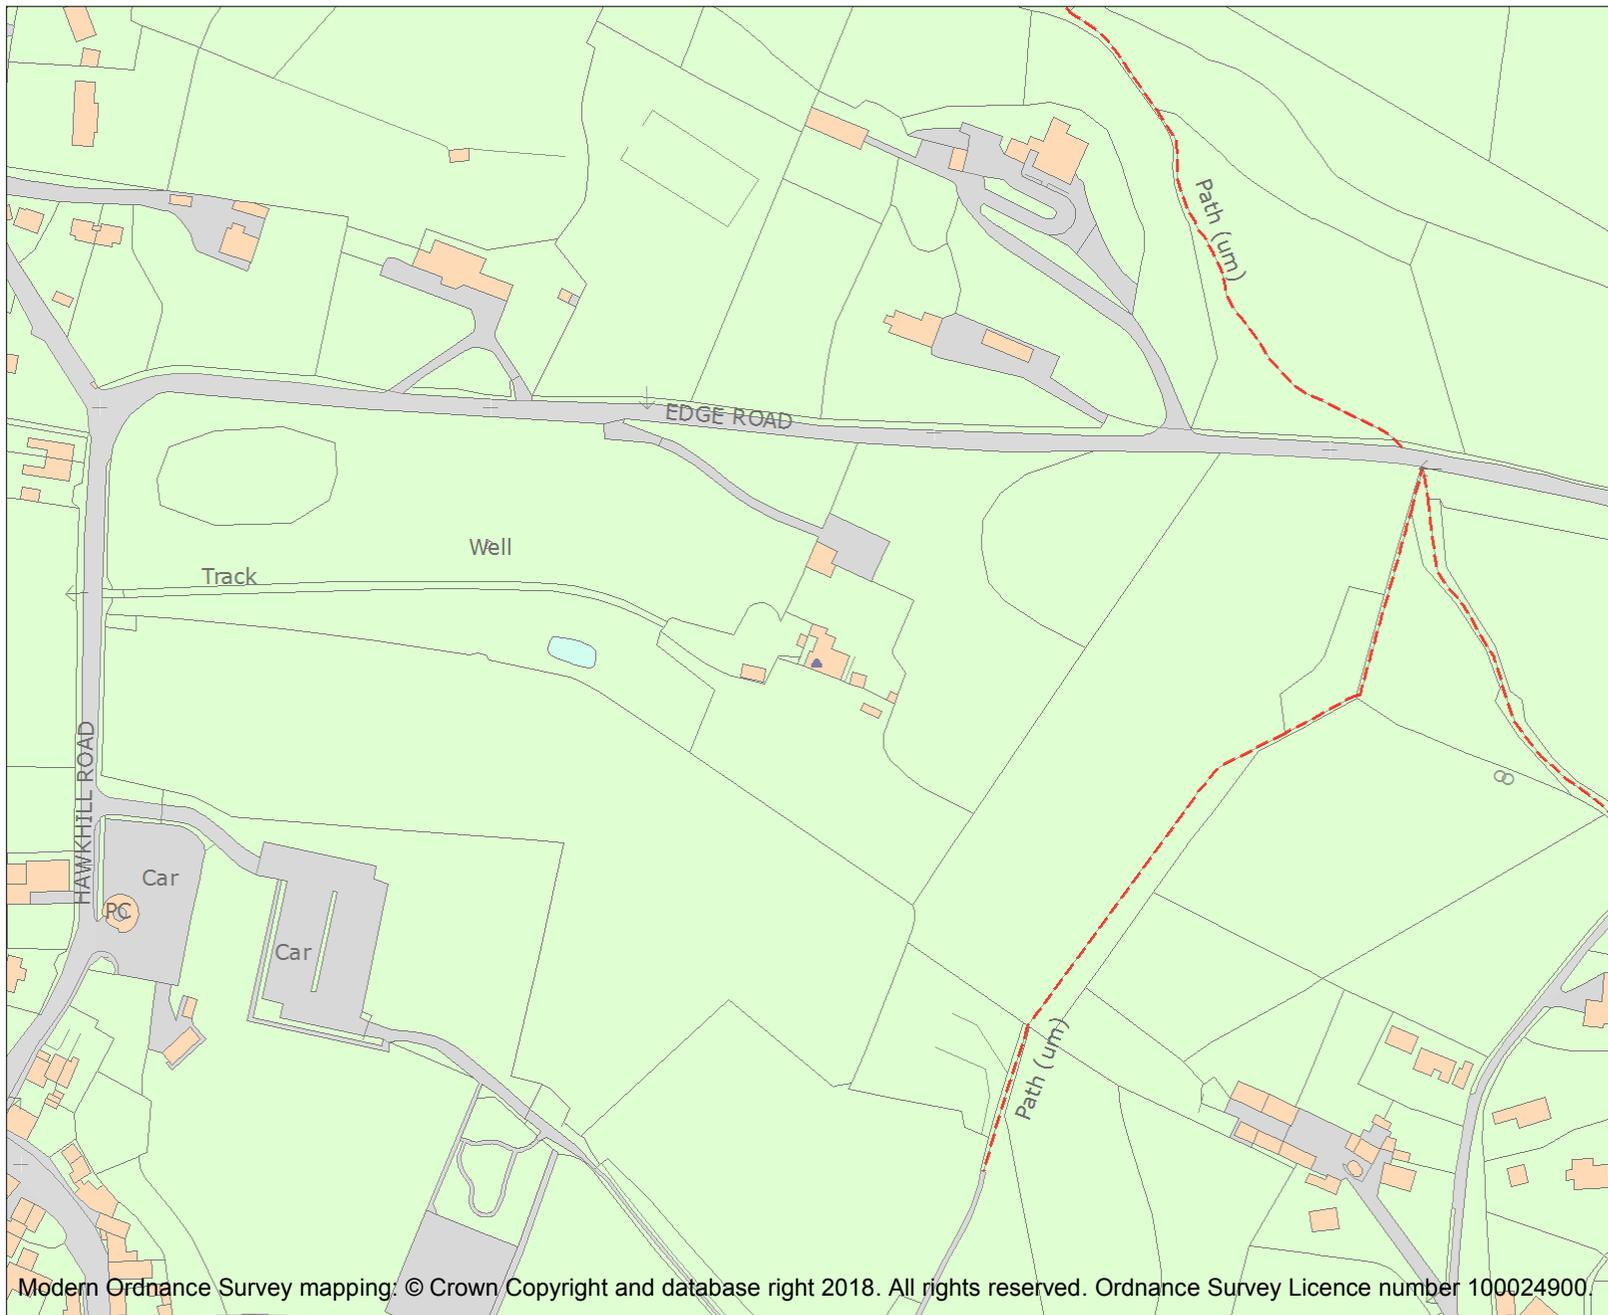 Path (um)
EDGE ROAD
Well
Track
HAWKHILL ROAD
Car
PC
Car
Path (um)
Modern Ordnance Survey mapping: © Crown Copyright and database right 2018. All rights reserved. Ordnance Survey Licence number 100024900.